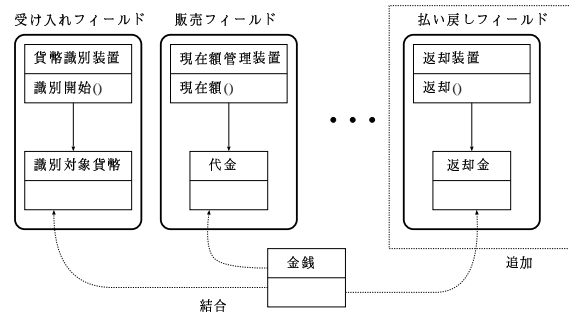 受け入れフィールド
貨幣識別装置
識別開始()
識別対象貨幣
販売フィールド
現在額管理装置
現在額()
代金
・・・
払い戻しフィールド
返却装置
返却()
返却金
金銭
結合
追加